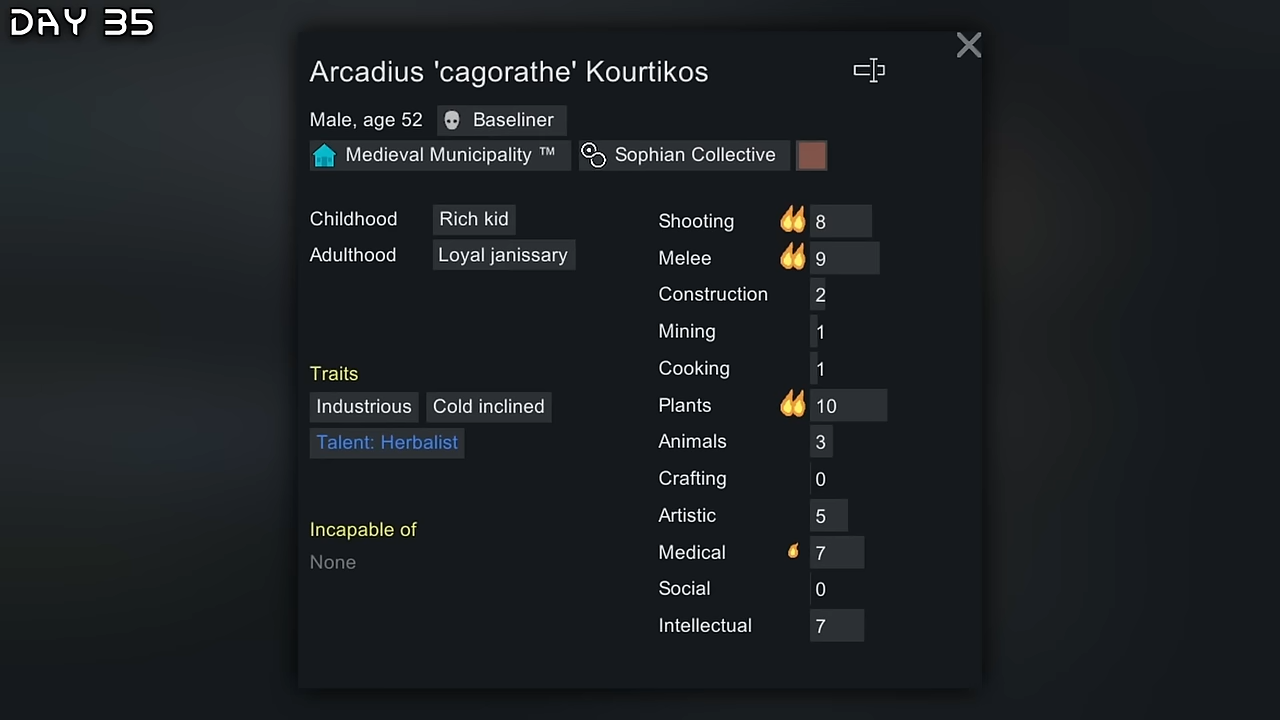 DAY 35
Arcadius 'cagorathe' Kourtikos
Male, age 52 Baseliner
Medieval Municipality ™ Sophian Collective
Childhood Rich kid
Adulthood Loyal janissary
Traits
Industrious Cold inclined
Talent: Herbalist
Incapable of
None
Shooting 8
Melee 9
Construction 2
Mining 1
Cooking 1
Plants 10
Animals 3
Crafting 0
Artistic 5
Medical 7
Social 0
Intellectual 7